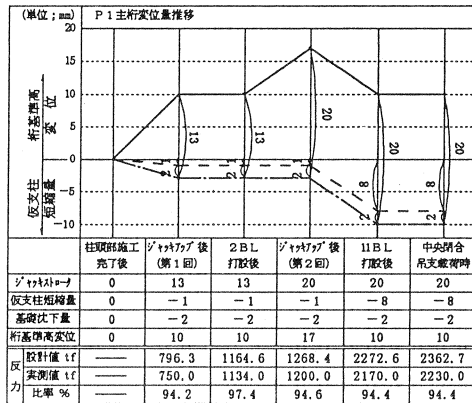 (単位;mm) P1主桁変位量推移
20
10
0
-5
-10
桁基準高変位
仮支柱短縮量
13
13
20
20
20
1
1
1
8
8
2
2
2
2
2
柱頭部施工完了後 ジャッキアップ後(第1回) 2BL打設後 ジャッキアップ後(第2回) 11BL打設後 中央閉合吊支載荷時
ジャッキストローク 0 13 13 20 20 20
仮支柱短縮量 0 -1 -1 -1 -8 -8
基礎沈下量 0 -2 -2 -2 -2 -2
桁基準高変位 0 10 10 17 10 10
反力 設計値 tf —— 796.3 1164.6 1268.4 2272.6 2362.7
実測値 tf —— 750.0 1134.0 1200.0 2170.0 2230.0
比率 % —— 94.2 97.4 94.6 94.4 94.4